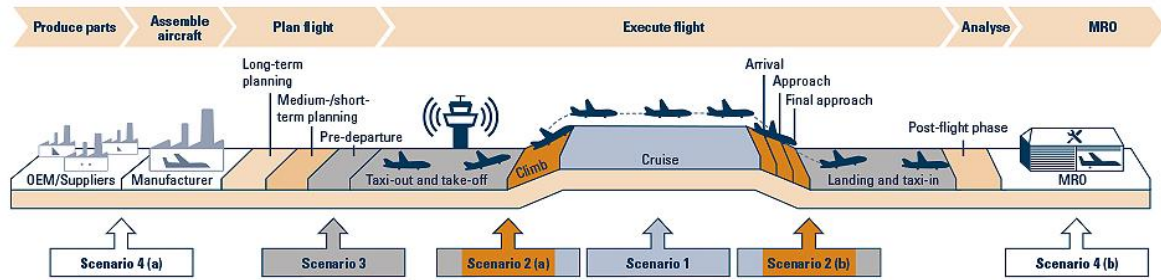 Produce parts
Assemble
aircraft
Plan flight
Execute flight
Analyse
MRO
Long-term
planning
Medium-/short-
term planning
Pre-departure
Arrival
Approach
Final approach
Post-flight phase
OEM/Suppliers
Manufacturer
Taxi-out and take-off
Climb
Cruise
Landing and taxi-in
MRO
Scenario 4 (a)
Scenario 3
Scenario 2 (a)
Scenario 1
Scenario 2 (b)
Scenario 4 (b)